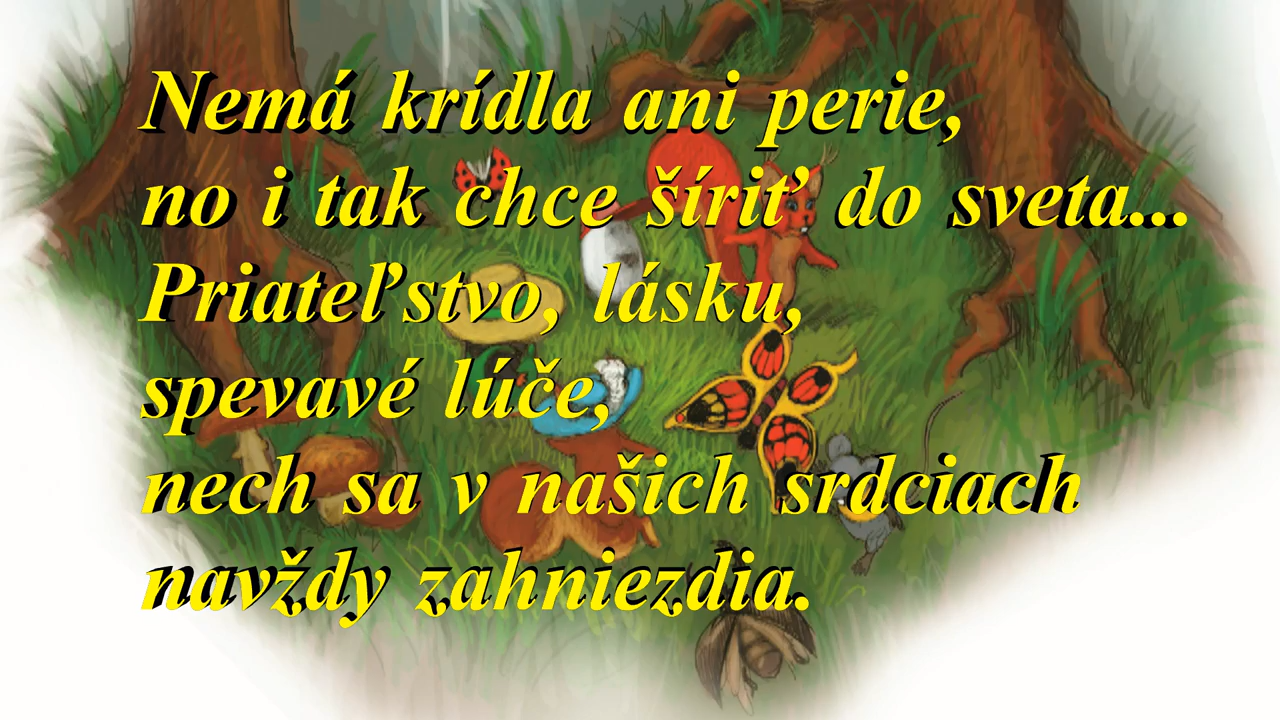 Nemá krídla ani perie,
no i tak chce šíriť do sveta...
Priateľstvo, lásku,
spevavé lúče,
nech sa v našich srdciach
navždy zahniezdia.